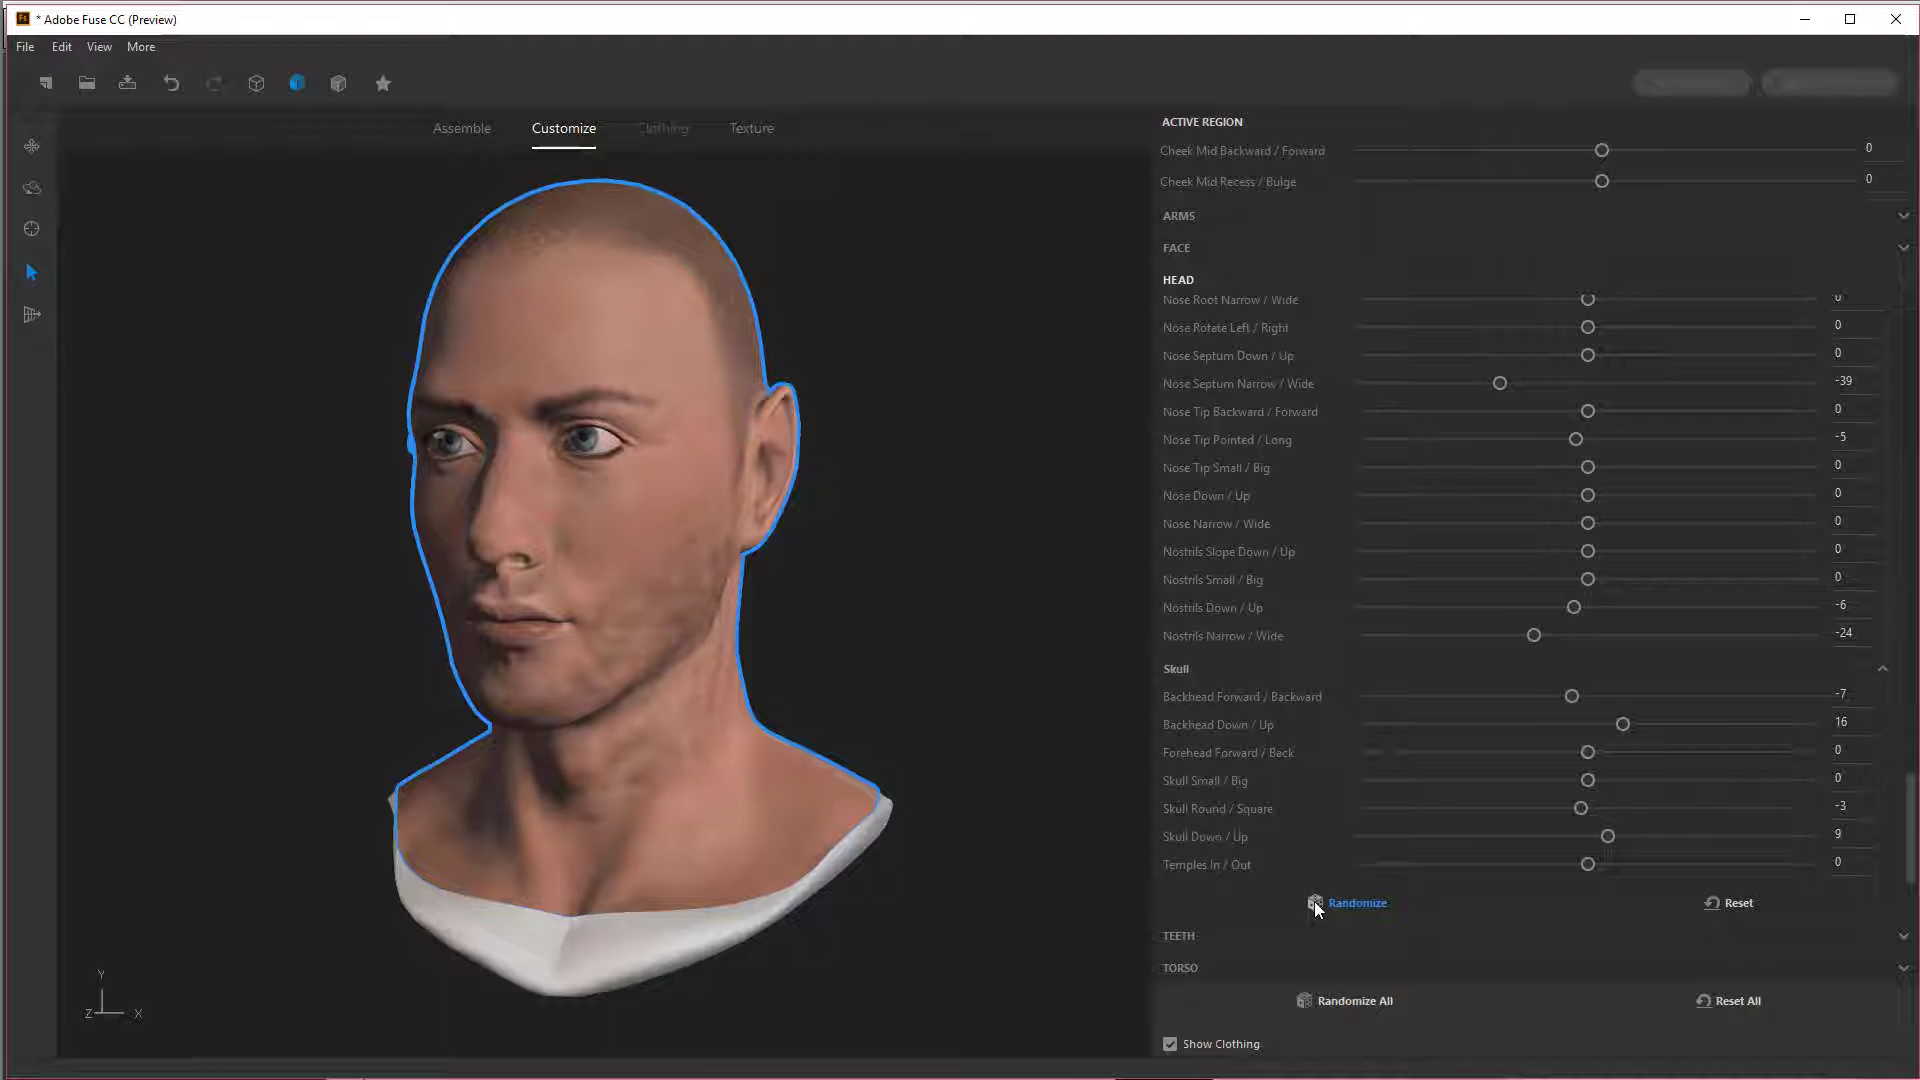 * Adobe Fuse CC (Preview)
File Edit View More
Assemble Customize Clothing Texture
ACTIVE REGION
Cheek Mid Backward / Forward 0
Cheek Mid Recess / Bulge 0
ARMS
FACE
HEAD
Nose Root Narrow / Wide 0
Nose Rotate Left / Right 0
Nose Septum Down / Up 0
Nose Septum Narrow / Wide -39
Nose Tip Backward / Forward 0
Nose Tip Pointed / Long -5
Nose Tip Small / Big 0
Nose Down / Up 0
Nose Narrow / Wide 0
Nostrils Slope Down / Up 0
Nostrils Small / Big 0
Nostrils Down / Up -6
Nostrils Narrow / Wide -24
Skull
Backhead Forward / Backward -7
Backhead Down / Up 16
Forehead Forward / Back 0
Skull Small / Big 0
Skull Round / Square -3
Skull Down / Up 9
Temples In / Out 0
Randomize Reset
TEETH
TORSO
Randomize All Reset All
Show Clothing
Y
Z X